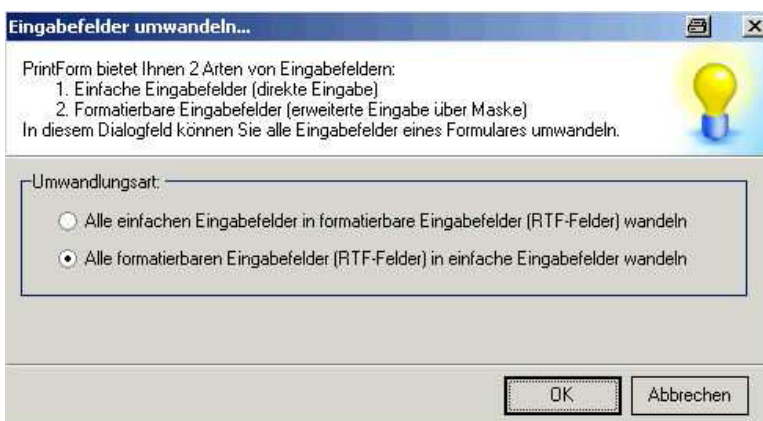 Eingabefelder umwandeln...
PrintForm bietet Ihnen 2 Arten von Eingabefeldern:
1. Einfache Eingabefelder (direkte Eingabe)
2. Formatierbare Eingabefelder (erweiterte Eingabe über Maske)
In diesem Dialogfeld können Sie alle Eingabefelder eines Formulares umwandeln.
Umwandlungsart:
Alle einfachen Eingabefelder in formatierbare Eingabefelder (RTF-Felder) wandeln
Alle formatierbaren Eingabefelder (RTF-Felder) in einfache Eingabefelder wandeln
OK Abbrechen